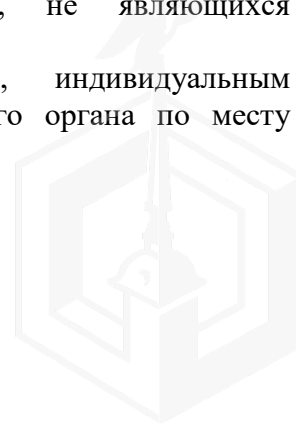 , не являющихся
, индивидуальным
го органа по месту